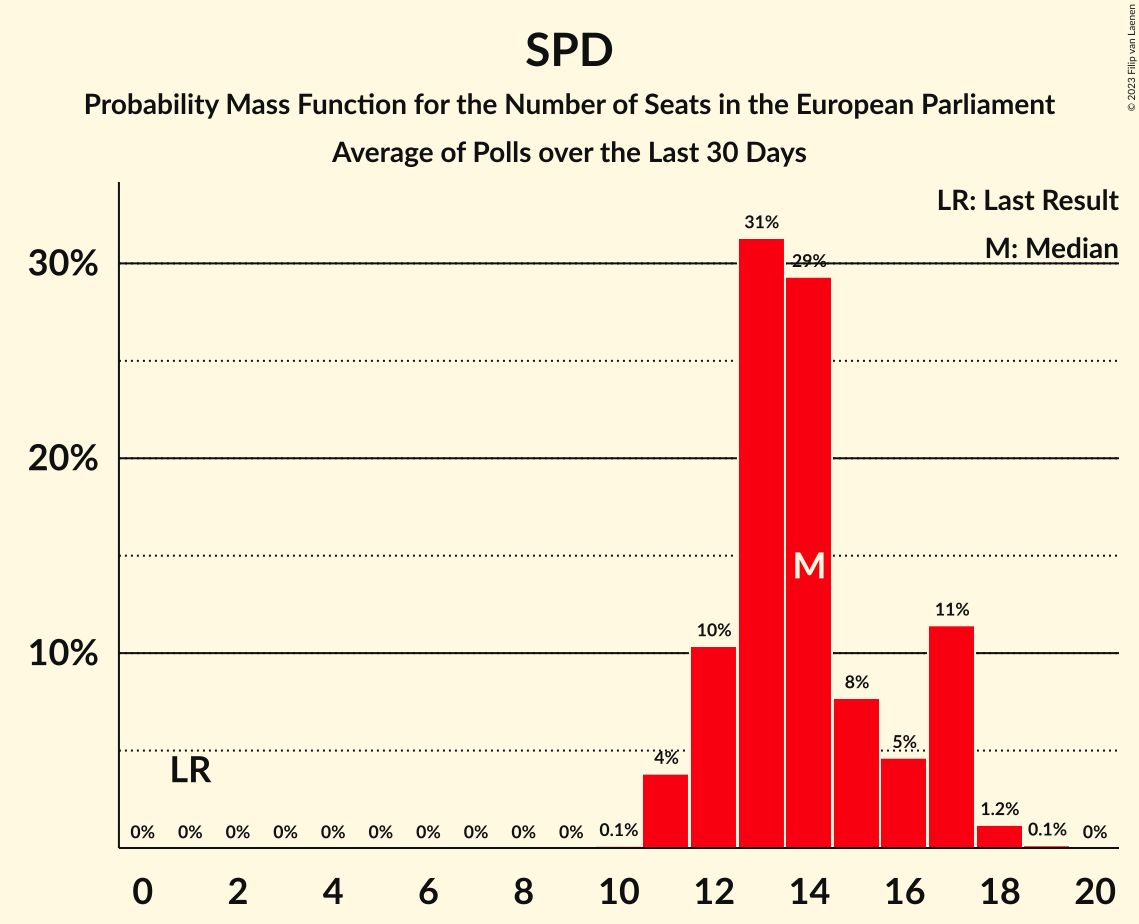 SPD
Probability Mass Function for the Number of Seats in the European Parliament
Average of Polls over the Last 30 Days
© 2023 Filip van Laenen
LR: Last Result
M: Median
30%
20%
10%
31%
29%
M
11%
10%
8%
5%
4%
LR
1.2%
0% 0% 0% 0% 0% 0% 0% 0% 0% 0% 0.1% 0.1% 0%
0 2 4 6 8 10 12 14 16 18 20